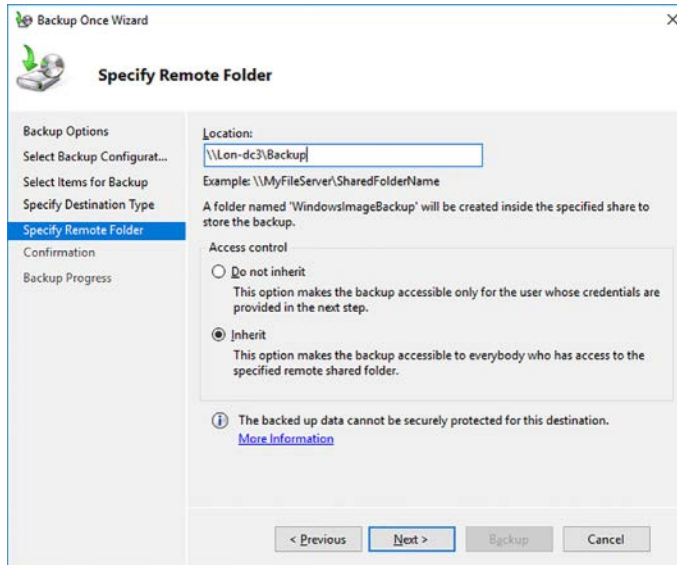 Backup Once Wizard
Specify Remote Folder
Backup Options
Select Backup Configurat...
Select Items for Backup
Specify Destination Type
Specify Remote Folder
Confirmation
Backup Progress
Location:
\\Lon-dc3\Backup
Example: \\MyFileServer\SharedFolderName
A folder named 'WindowsImageBackup' will be created inside the specified share to
store the backup.
Access control
Do not inherit
This option makes the backup accessible only for the user whose credentials are
provided in the next step.
Inherit
This option makes the backup accessible to everybody who has access to the
specified remote shared folder.
The backed up data cannot be securely protected for this destination.
More Information
< Previous
Next >
Backup
Cancel